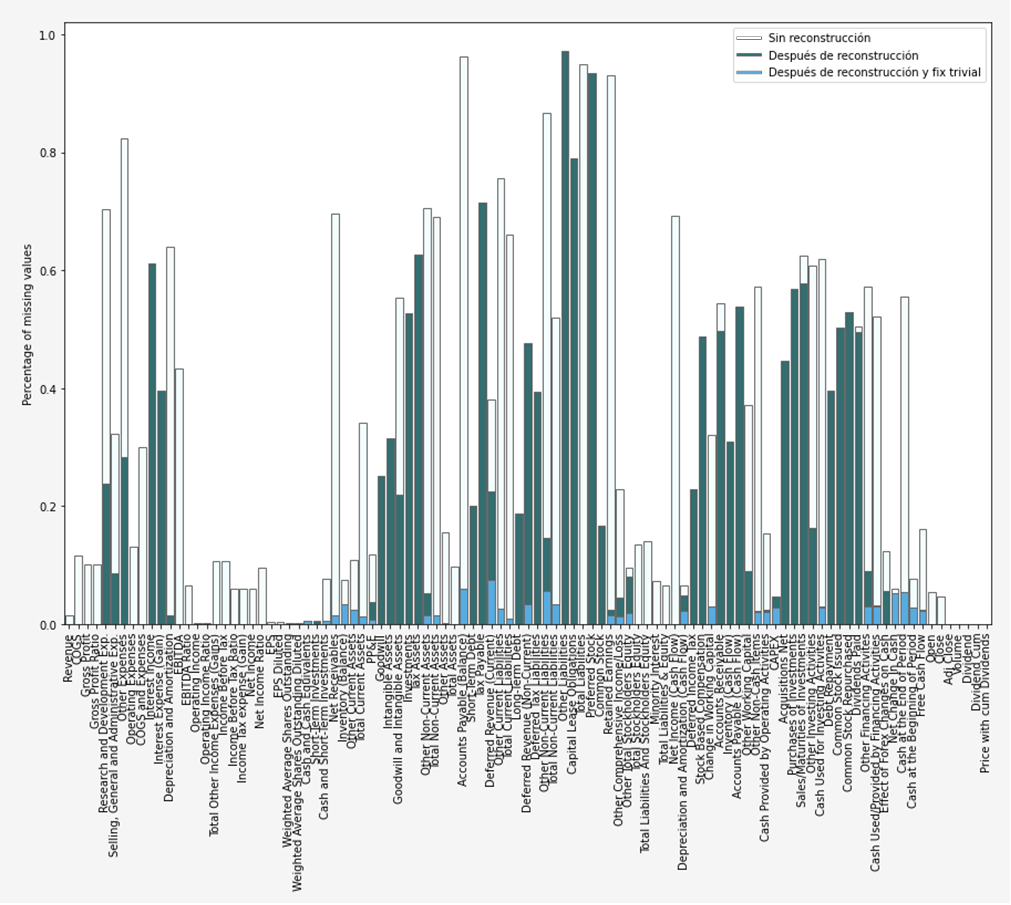 1.0
0.8
0.6
0.4
0.2
0.0
Percentage of missing values
Sin reconstrucción
Después de reconstrucción
Después de reconstrucción y fix trivial
Revenue
COGS
Gross Profit
Gross Profit Ratio
Research and Development Exp.
Selling, General and Administrative Exp.
Other Expenses
Operating Expenses
COGS and Expenses
Interest Income
Interest Expense (Gain)
Depreciation and Amortization
EBITDA
EBITDA Ratio
Operating Income
Operating Income Ratio
Total Other Income Expenses (Gains)
Income Before Tax
Income Before Tax Ratio
Income Tax expense (Gain)
Net Income
Net Income Ratio
EPS
EPS Diluted
Weighted Average Shares Outstanding
Weighted Average Shares Outstanding Diluted
Cash and Cash Equivalents
Short-Term Investments
Cash and Short-Term Investments
Net Receivables
Inventory (Balance)
Other Current Assets
Total Current Assets
PP&E
Goodwill
Intangible Assets
Goodwill and Intangible Assets
Investments
Tax Assets
Other Non-Current Assets
Total Non-Current Assets
Other Assets
Total Assets
Accounts Payable (Balance)
Short-Term Debt
Tax Payable
Deferred Revenue (Current)
Other Current Liabilities
Total Current Liabilities
Long-Term Debt
Deferred Revenue (Non-Current)
Deferred Tax Liabilities
Other Non-Current Liabilities
Total Non-Current Liabilities
Other Liabilities
Capital Lease Obligations
Total Liabilities
Preferred Stock
Common Stock
Retained Earnings
Other Comprehensive Income/Loss
Other Total Stockholders Equity
Total Stockholders Equity
Total Liabilities And Stockholders Equity
Minority Interest
Total Liabilities & Equity
Net Income (Cash Flow)
Depreciation and Amortization (Cash Flow)
Deferred Income Tax
Stock Based Compensation
Change in Working Capital
Accounts Receivable
Inventory (Cash Flow)
Accounts Payable (Cash Flow)
Other Working Capital
Other Non-Cash Items
Cash Provided by Operating Activities
CAPEX
Acquisitions Net
Purchases of Investments
Sales/Maturities of Investments
Other Investing Activites
Cash Used for Investing Activites
Debt Repayment
Common Stock Issued
Common Stock Repurchased
Dividends Paid
Other Financing Activites
Cash Used/Provided by Financing Activities
Effect of Forex Changes on Cash
Net Change In Cash
Cash at the End of Period
Cash at the Beginning of Period
Free Cash Flow
Open
Close
Adj Close
Volume
Dividend
Dividend Cum
Price with cum Dividends